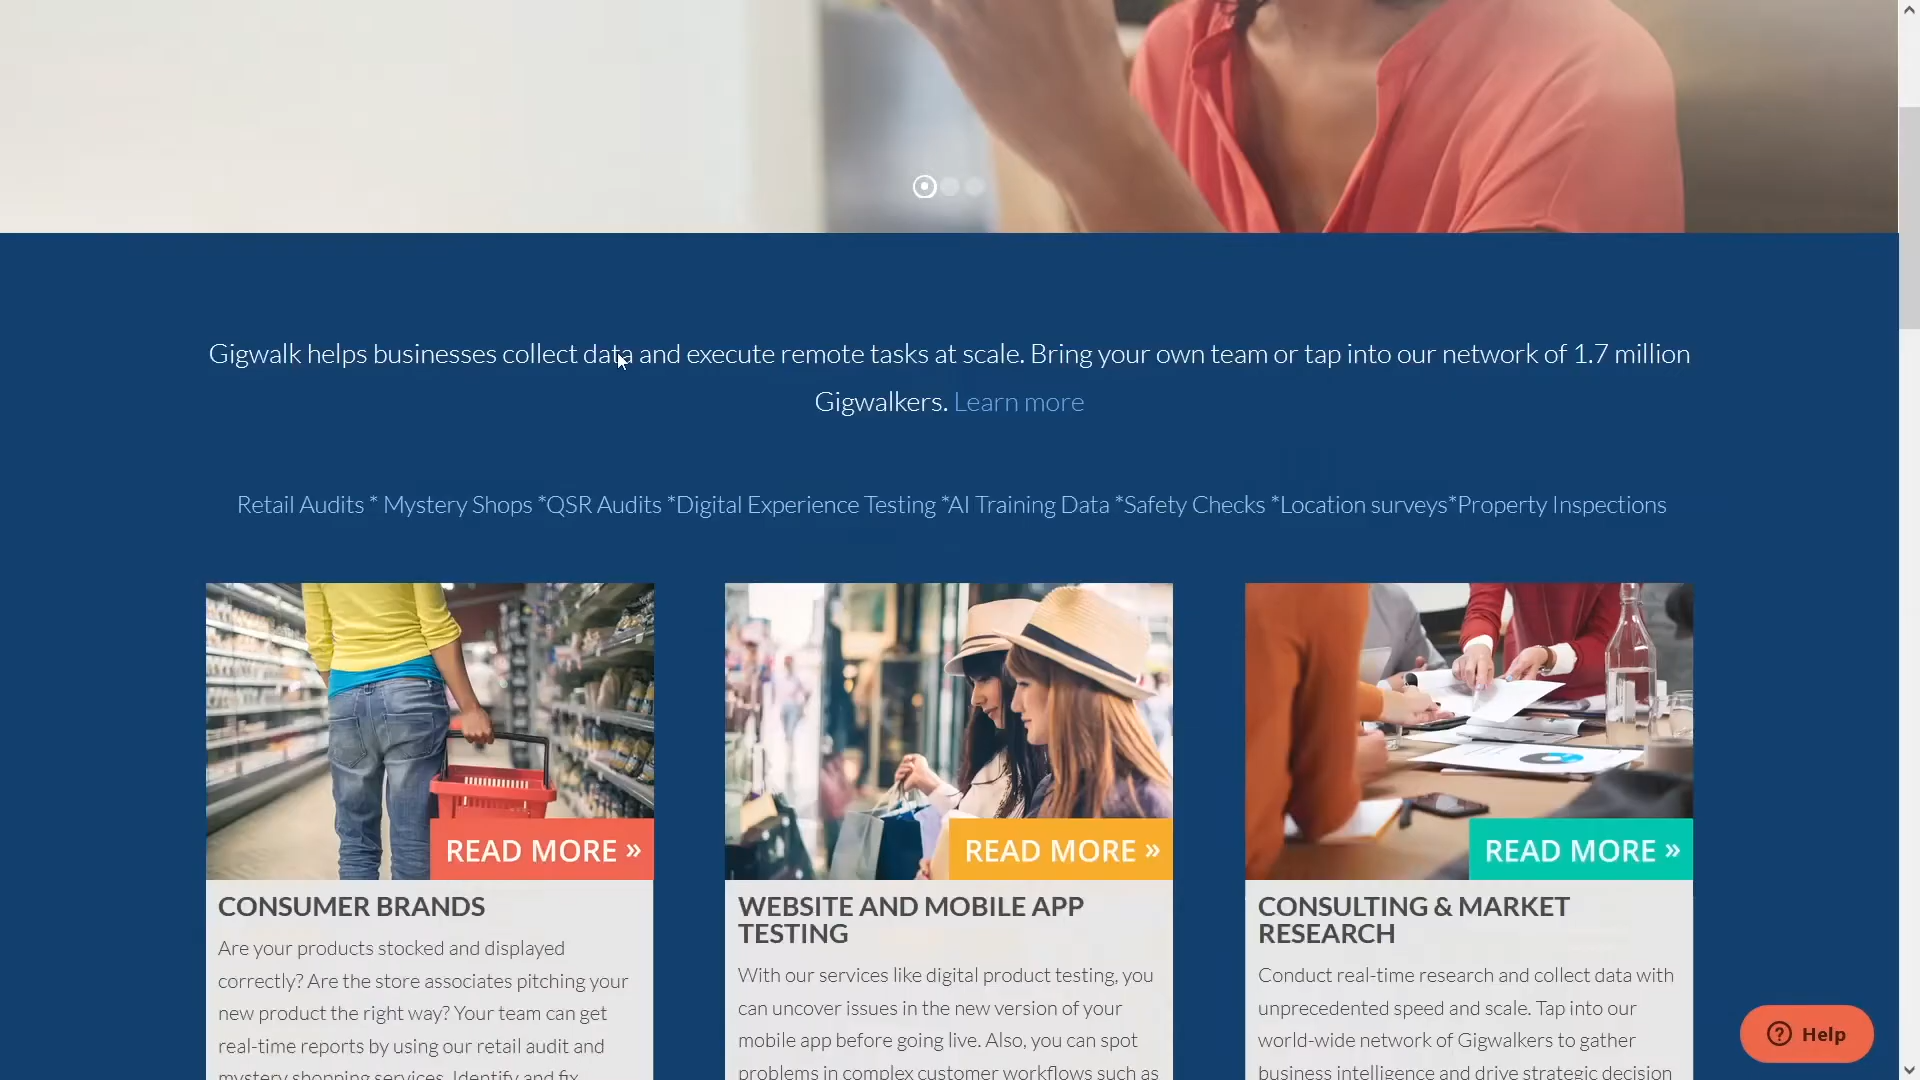 Gigwalk helps businesses collect data and execute remote tasks at scale. Bring your own team or tap into our network of 1.7 million
Gigwalkers. Learn more
Retail Audits * Mystery Shops *QSR Audits *Digital Experience Testing *AI Training Data *Safety Checks *Location surveys*Property Inspections
READ MORE »
READ MORE »
READ MORE »
CONSUMER BRANDS
Are your products stocked and displayed
correctly? Are the store associates pitching your
new product the right way? Your team can get
real-time reports by using our retail audit and
mystery shopping services. Identify and fix
WEBSITE AND MOBILE APP
TESTING
With our services like digital product testing, you
can uncover issues in the new version of your
mobile app before going live. Also, you can spot
problems in complex customer workflows such as
CONSULTING & MARKET
RESEARCH
Conduct real-time research and collect data with
unprecedented speed and scale. Tap into our
world-wide network of Gigwalkers to gather
business intelligence and drive strategic decision
Help